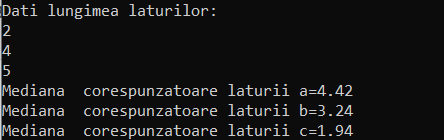 Dati lungimea laturilor:
2
4
5
Mediana  corespunzatoare laturii a=4.42
Mediana  corespunzatoare laturii b=3.24
Mediana  corespunzatoare laturii c=1.94